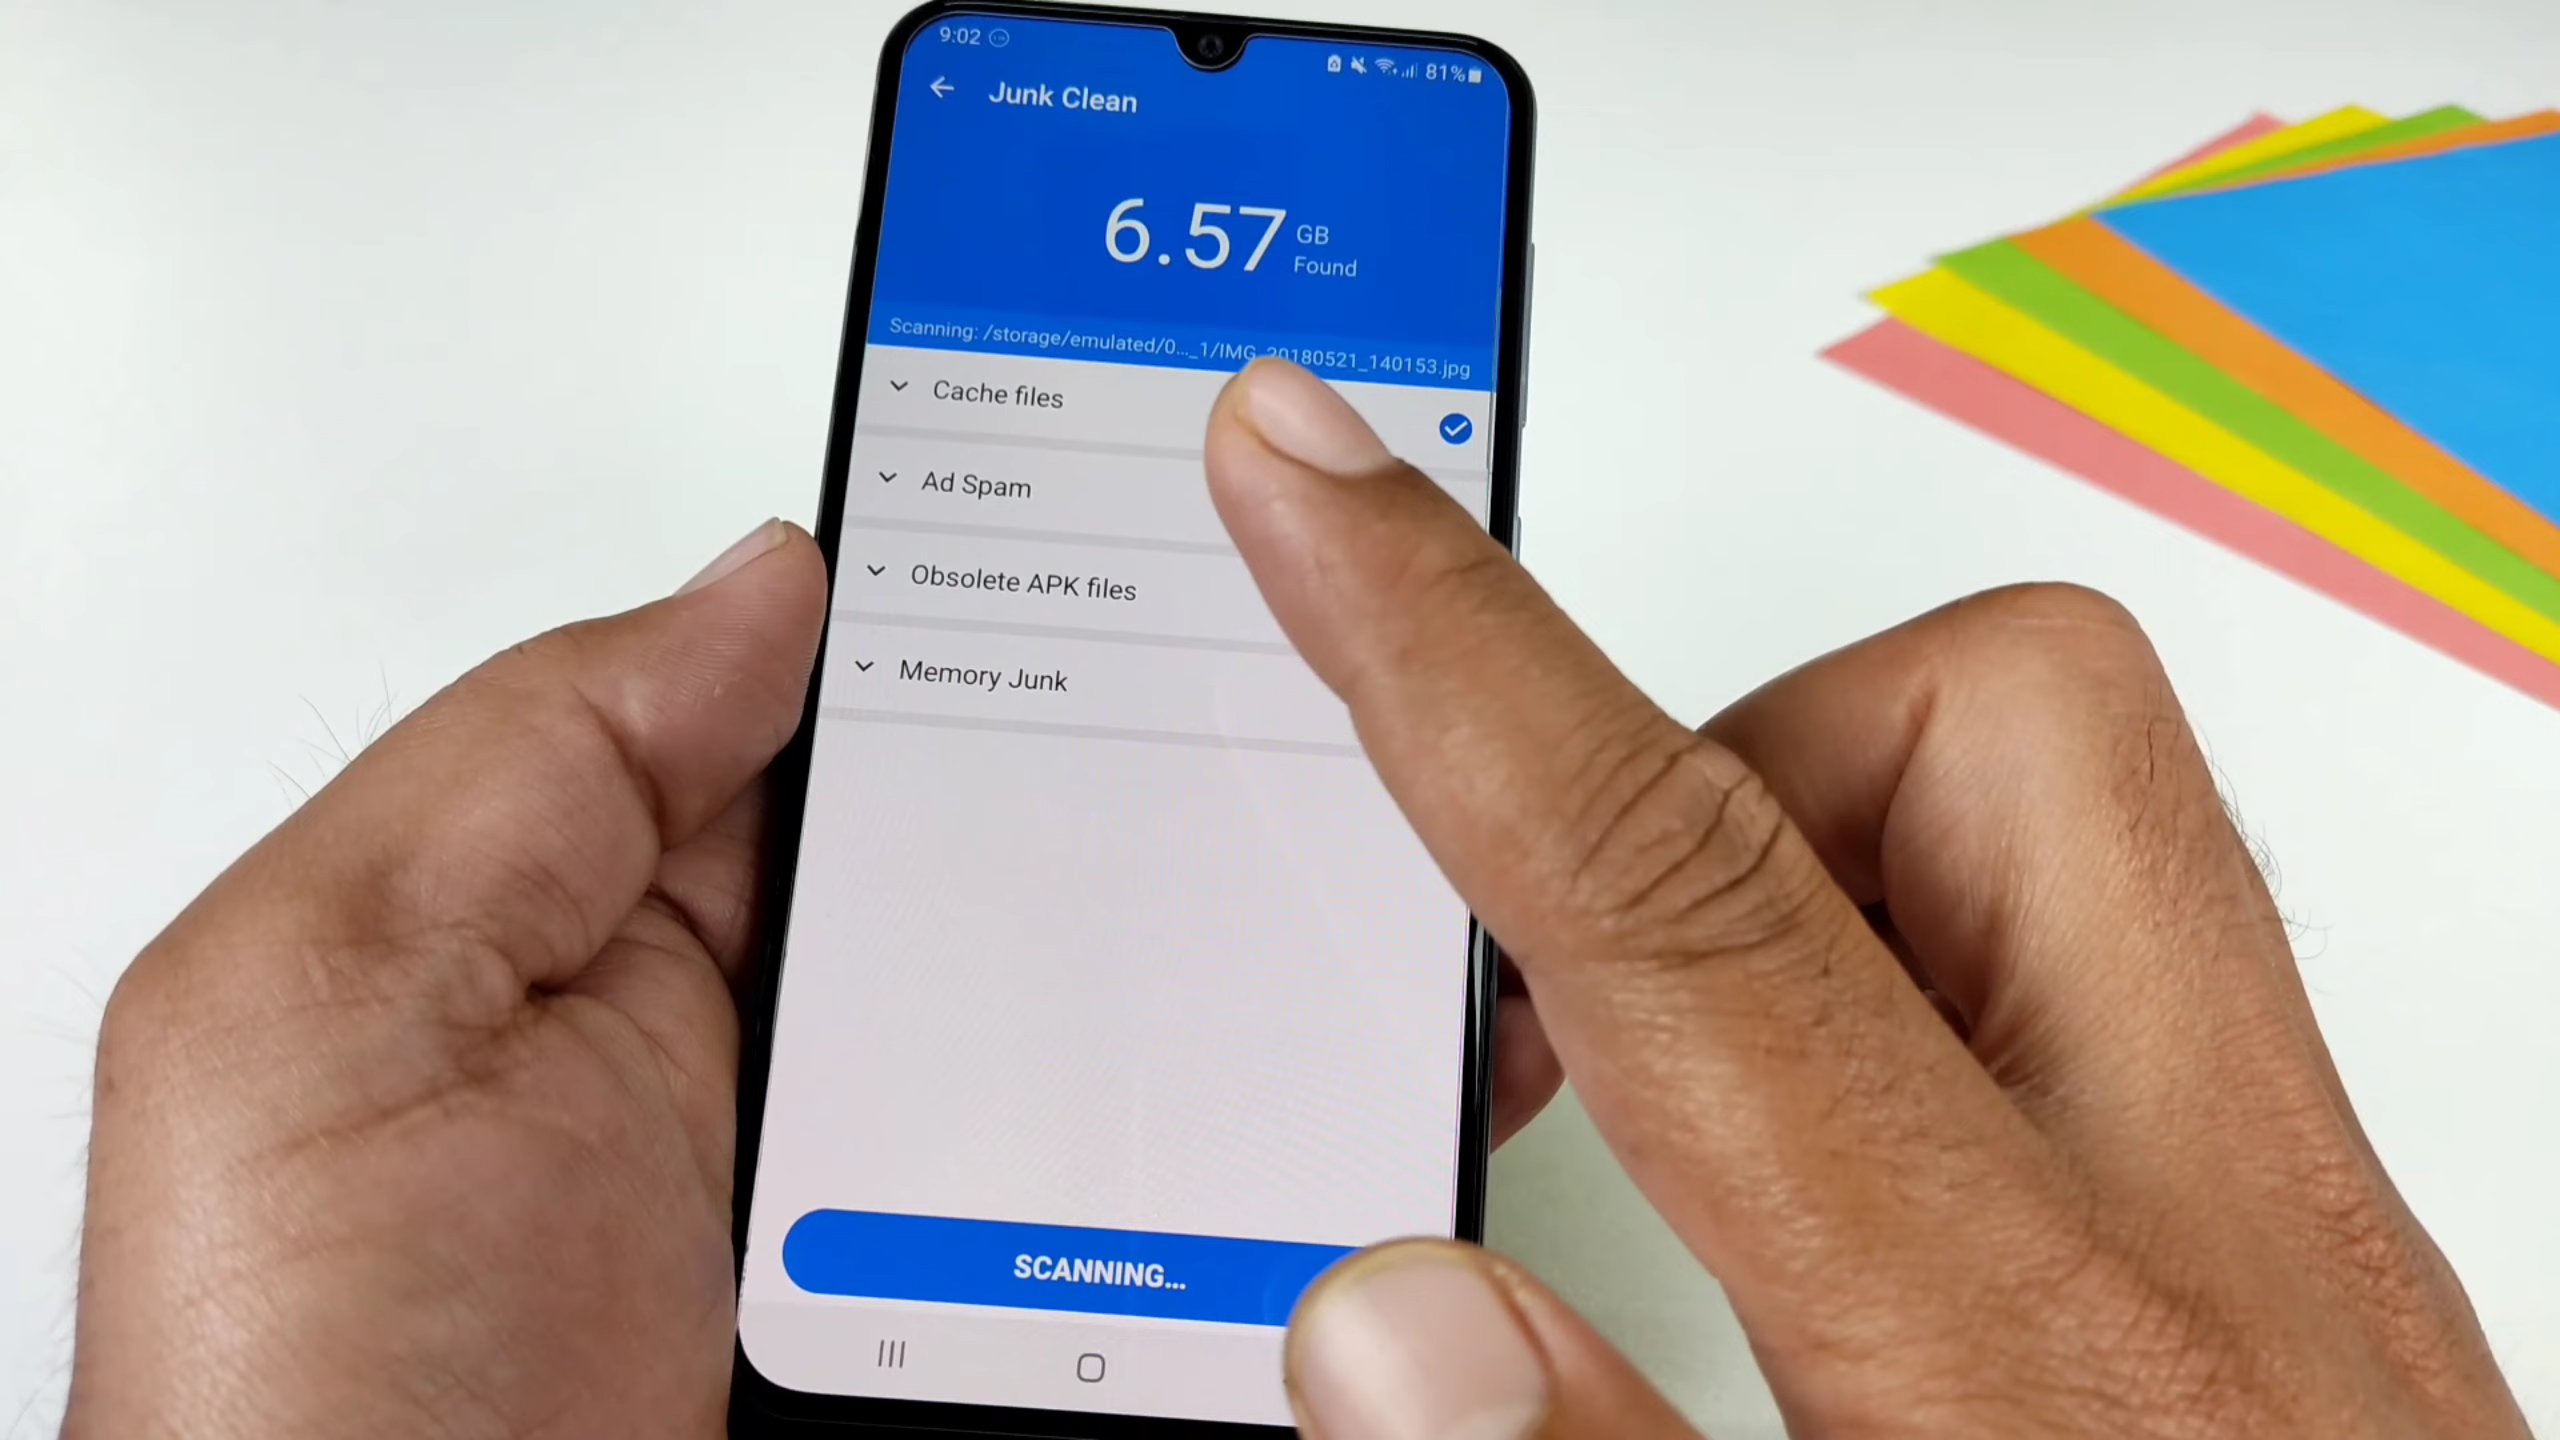 9:02
81%
Junk Clean
6.57 GB
Found
Scanning: /storage/emulated/0..._1/IMG_20180521_140153.jpg
Cache files
Ad Spam
Obsolete APK files
Memory Junk
SCANNING...